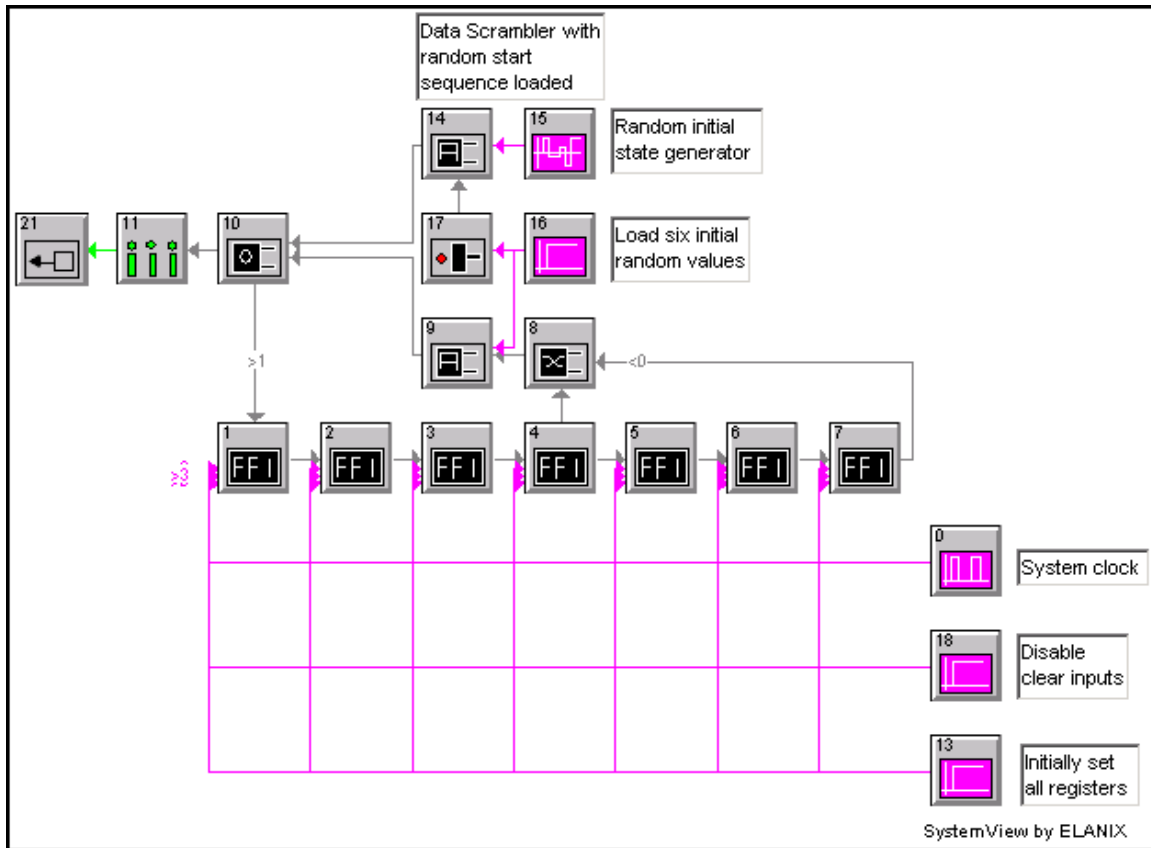 Data Scrambler with
random start
sequence loaded
14
15
Random initial
state generator
21
11
10
17
16
Load six initial
random values
9
8
>1
<0
1
2
3
4
5
6
7
FF I
FF I
FF I
FF I
FF I
FF I
FF I
0
System clock
18
Disable
clear inputs
13
Initially set
all registers
SystemView by ELANIX